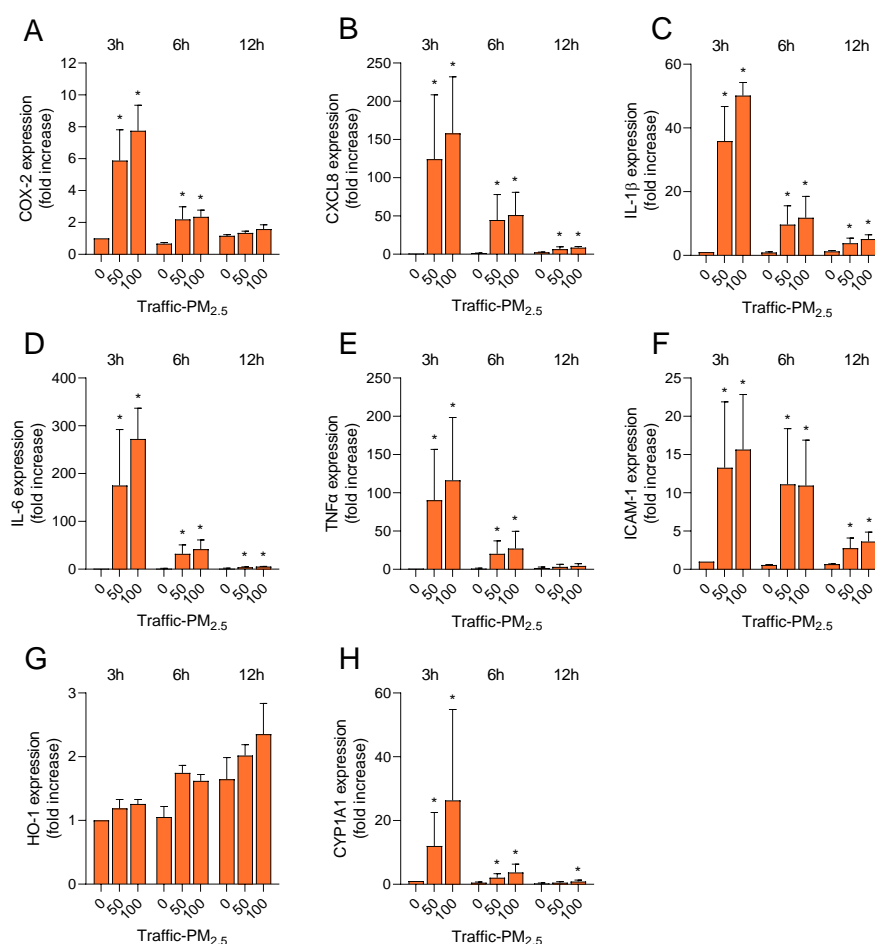 A
3h 6h 12h
COX-2 expression
(fold increase)
12
10
8
6
4
2
0
0 50 100 0 50 100 0 50 100
* * * *
Traffic-PM2.5
B
3h 6h 12h
CXCL8 expression
(fold increase)
250
200
150
100
50
0
0 50 100 0 50 100 0 50 100
* * * * * *
Traffic-PM2.5
C
3h 6h 12h
IL-1β expression
(fold increase)
60
40
20
0
0 50 100 0 50 100 0 50 100
* * * * * *
Traffic-PM2.5
D
3h 6h 12h
IL-6 expression
(fold increase)
400
300
200
100
0
0 50 100 0 50 100 0 50 100
* * * * * *
Traffic-PM2.5
E
3h 6h 12h
TNFα expression
(fold increase)
250
200
150
100
50
0
0 50 100 0 50 100 0 50 100
* * * *
Traffic-PM2.5
F
3h 6h 12h
ICAM-1 expression
(fold increase)
25
20
15
10
5
0
0 50 100 0 50 100 0 50 100
* * * * * *
Traffic-PM2.5
G
3h 6h 12h
HO-1 expression
(fold increase)
3
2
1
0
0 50 100 0 50 100 0 50 100
Traffic-PM2.5
H
3h 6h 12h
CYP1A1 expression
(fold increase)
60
40
20
0
0 50 100 0 50 100 0 50 100
* * * * *
Traffic-PM2.5